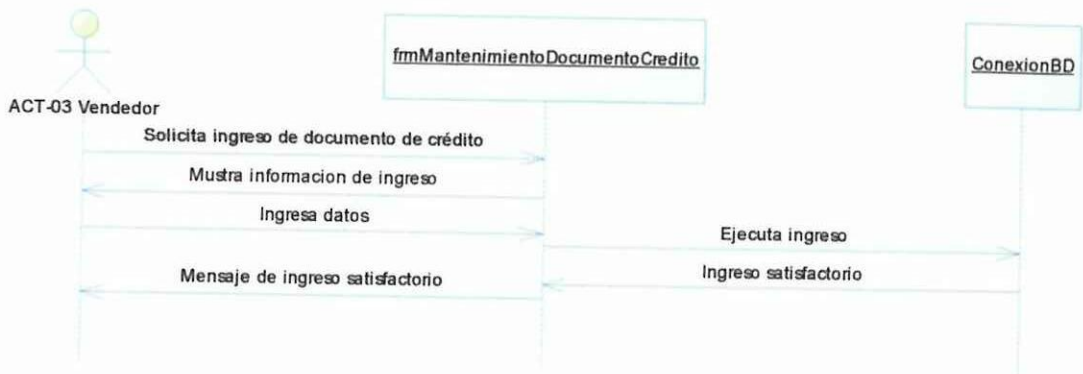 frmMantenimientoDocumentoCredito
ConexionBD
ACT-03 Vendedor
Solicita ingreso de documento de crédito
Mustra informacion de ingreso
Ingresa datos
Ejecuta ingreso
Ingreso satisfactorio
Mensaje de ingreso satisfactorio